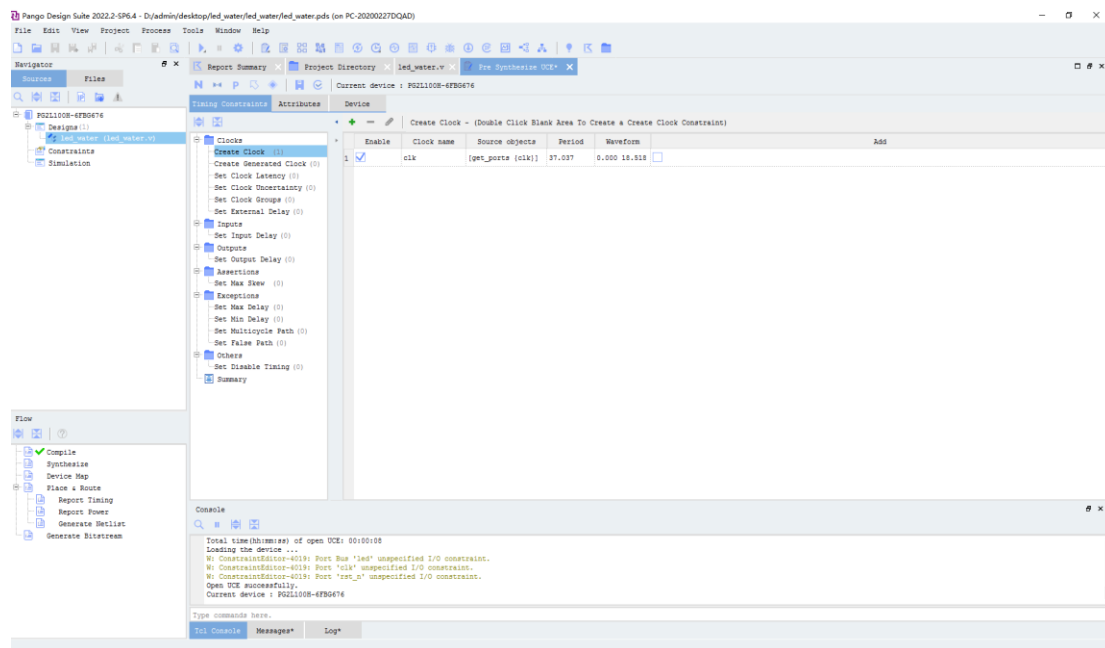 Pango Design Suite 2022.2-SP6.4 - D:/admin/desktop/led_water/led_water/led_water.pds (on PC-20200227DQAD)
File Edit View Project Process Tools Window Help
Navigator
Sources Files
PG2L100H-6FBG676
Designs(1)
led_water (led_water.v)
Constraints
Simulation
Flow
Compile
Synthesize
Device Map
Place & Route
Report Timing
Report Power
Generate Netlist
Generate Bitstream
Report Summary Project Directory led_water.v Pre Synthesize UCE*
Current device : PG2L100H-6FBG676
Timing Constraints Attributes Device
Create Clock - (Double Click Blank Area To Create a Create Clock Constraint)
Clocks
Create Clock (1)
Create Generated Clock (0)
Set Clock Latency (0)
Set Clock Uncertainty (0)
Set Clock Groups (0)
Set External Delay (0)
Inputs
Set Input Delay (0)
Outputs
Set Output Delay (0)
Assertions
Set Max Skew (0)
Exceptions
Set Max Delay (0)
Set Min Delay (0)
Set Multicycle Path (0)
Set False Path (0)
Others
Set Disable Timing (0)
Summary
Enable Clock name Source objects Period Waveform Add
1 clk [get_ports {clk}] 37.037 0.000 18.518
Console
Total time(hh:mm:ss) of open UCE: 00:00:08
Loading the device ...
W: ConstraintEditor-4019: Port Bus 'led' unspecified I/O constraint.
W: ConstraintEditor-4019: Port 'clk' unspecified I/O constraint.
W: ConstraintEditor-4019: Port 'rst_n' unspecified I/O constraint.
Open UCE successfully.
Current device : PG2L100H-6FBG676
Type commands here.
Tcl Console Messages* Log*